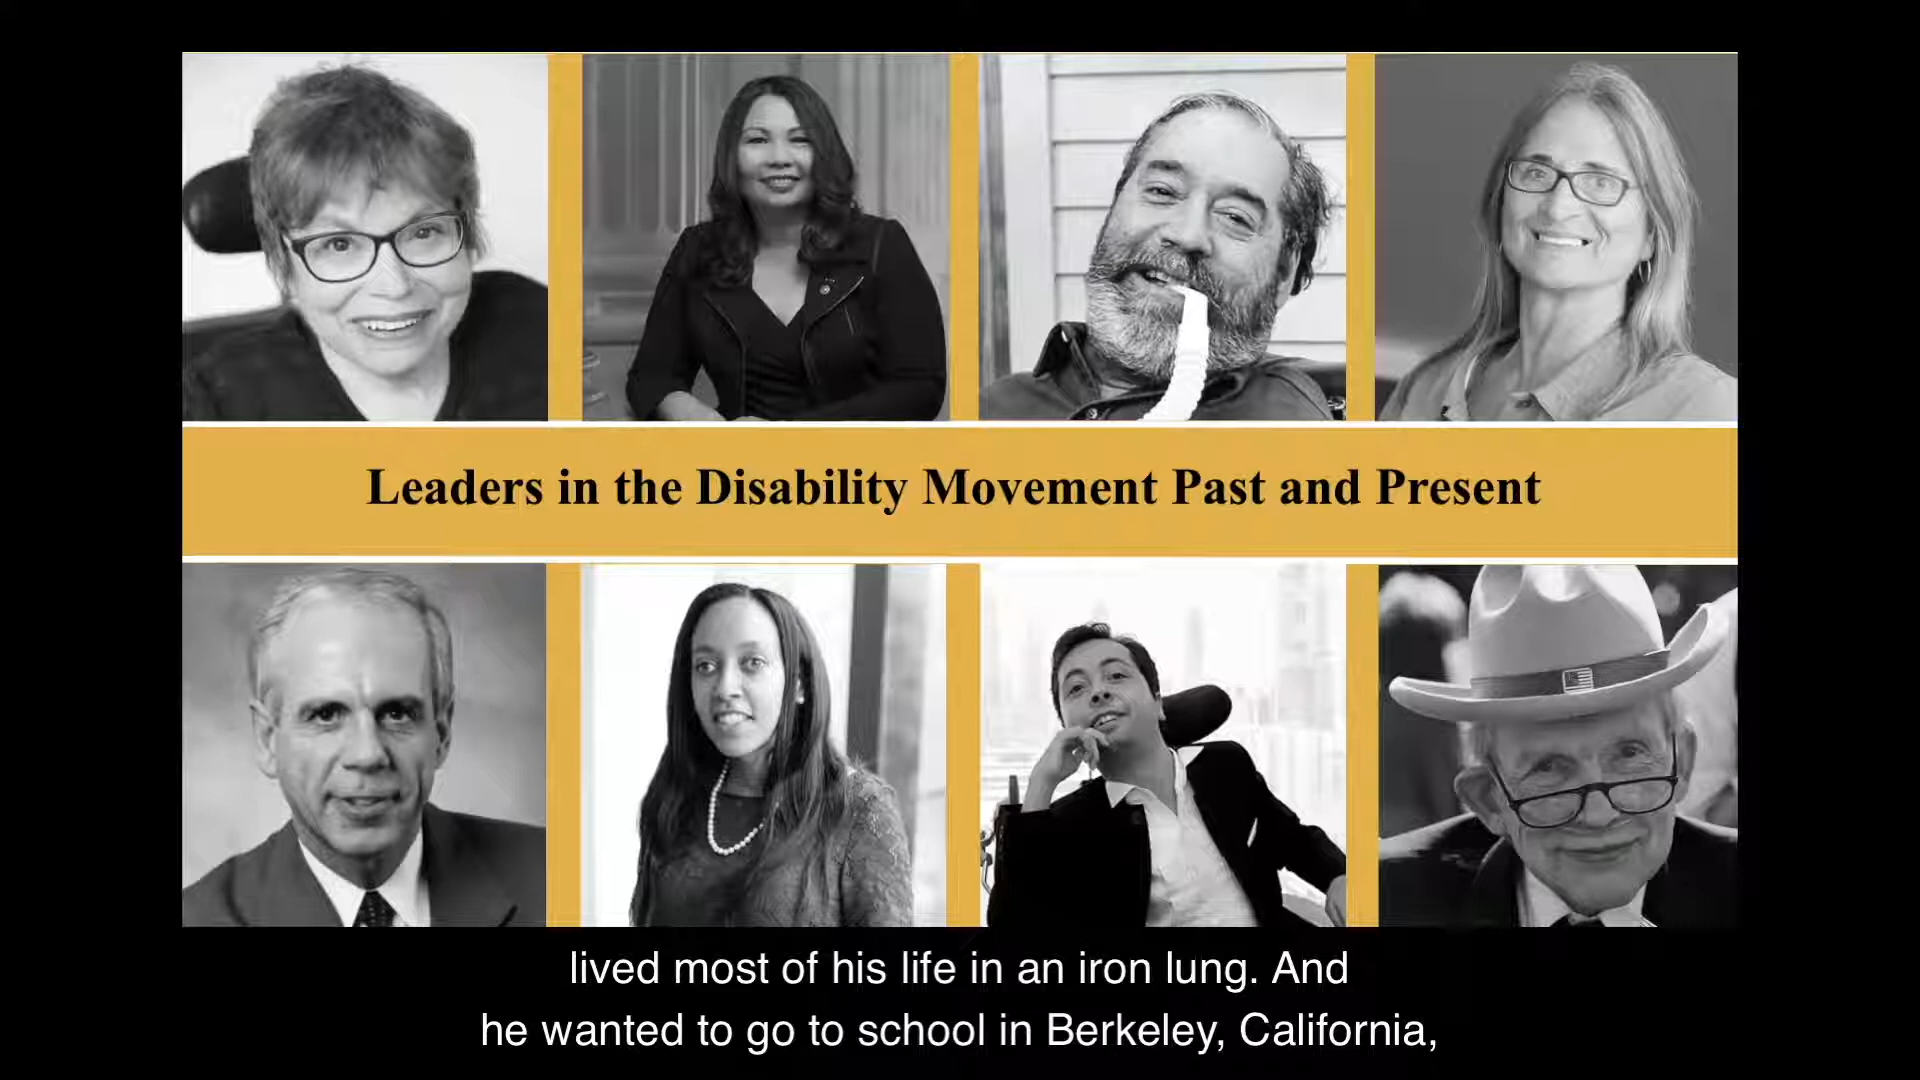 Leaders in the Disability Movement Past and Present
lived most of his life in an iron lung. And
he wanted to go to school in Berkeley, California,